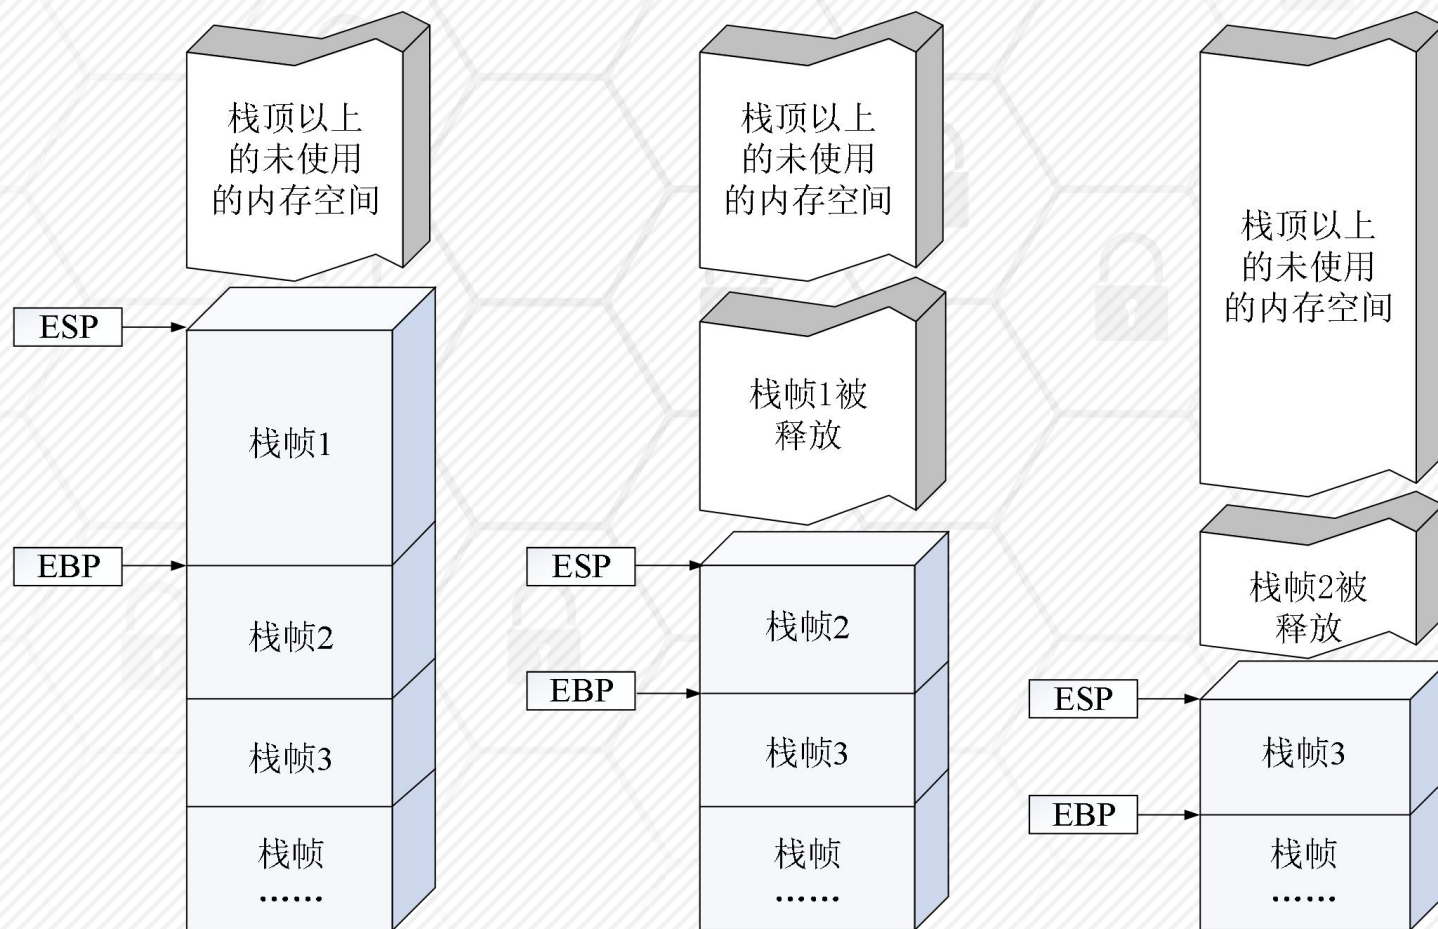 栈顶以上
的未使用
的内存空间
ESP
栈帧1
EBP
栈帧2
栈帧3
栈帧
……
栈顶以上
的未使用
的内存空间
栈帧1被
释放
ESP
栈帧2
EBP
栈帧3
栈帧
……
栈顶以上
的未使用
的内存空间
栈帧2被
释放
ESP
栈帧3
EBP
栈帧
……